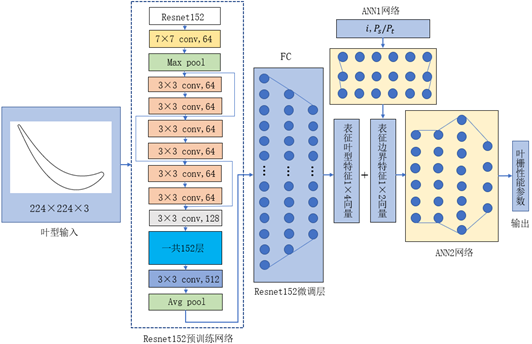 224×224×3
叶型输入
Resnet152
7×7 conv,64
Max pool
3×3 conv,64
3×3 conv,64
3×3 conv,64
3×3 conv,64
3×3 conv,64
3×3 conv,64
3×3 conv,128
一共152层
3×3 conv,512
Avg pool
Resnet152预训练网络
FC
Resnet152微调层
ANN1网络
i,Ps/Pt
表征叶型特征1×4向量
+
表征边界特征1×2向量
ANN2网络
叶栅性能参数
输出